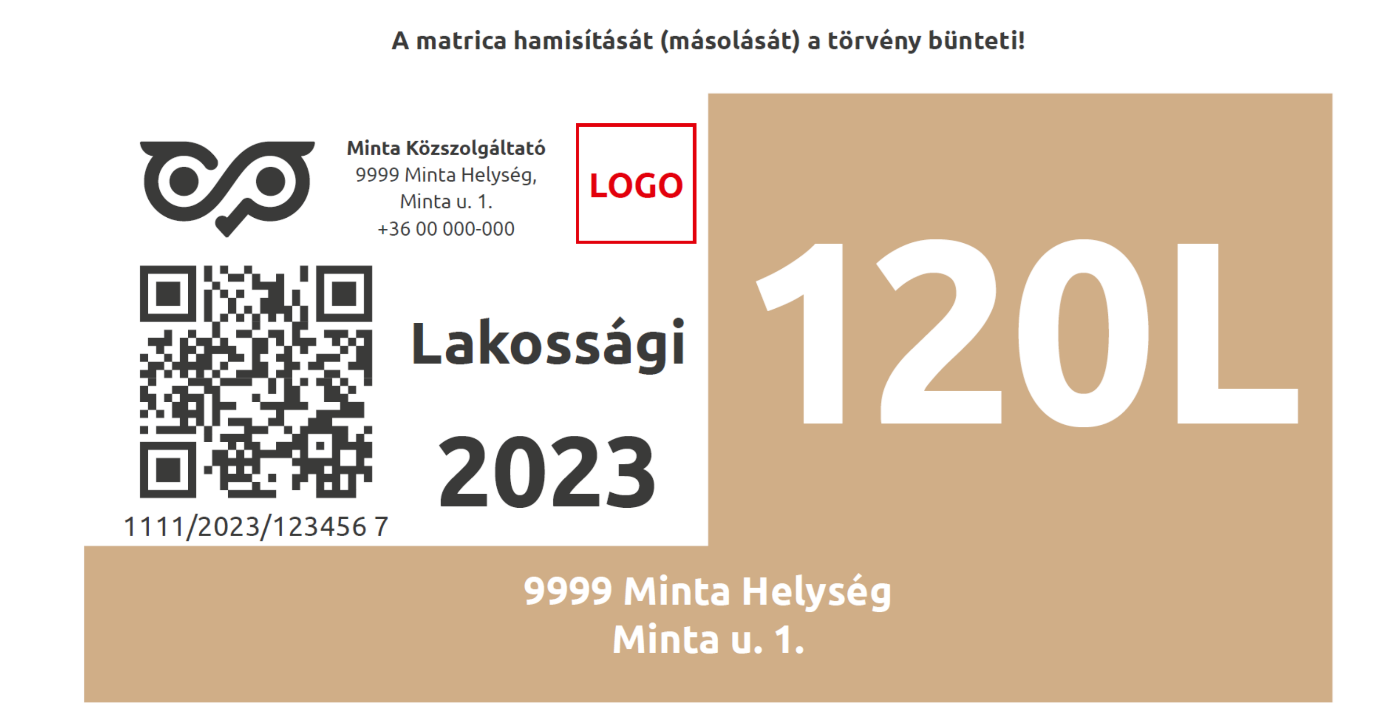 A matrica hamisítását (másolását) a törvény bünteti!
Minta Közszolgáltató
9999 Minta Helység,
Minta u. 1.
+36 00 000-000
LOGO
120L
Lakossági
2023
1111/2023/123456 7
9999 Minta Helység
Minta u. 1.